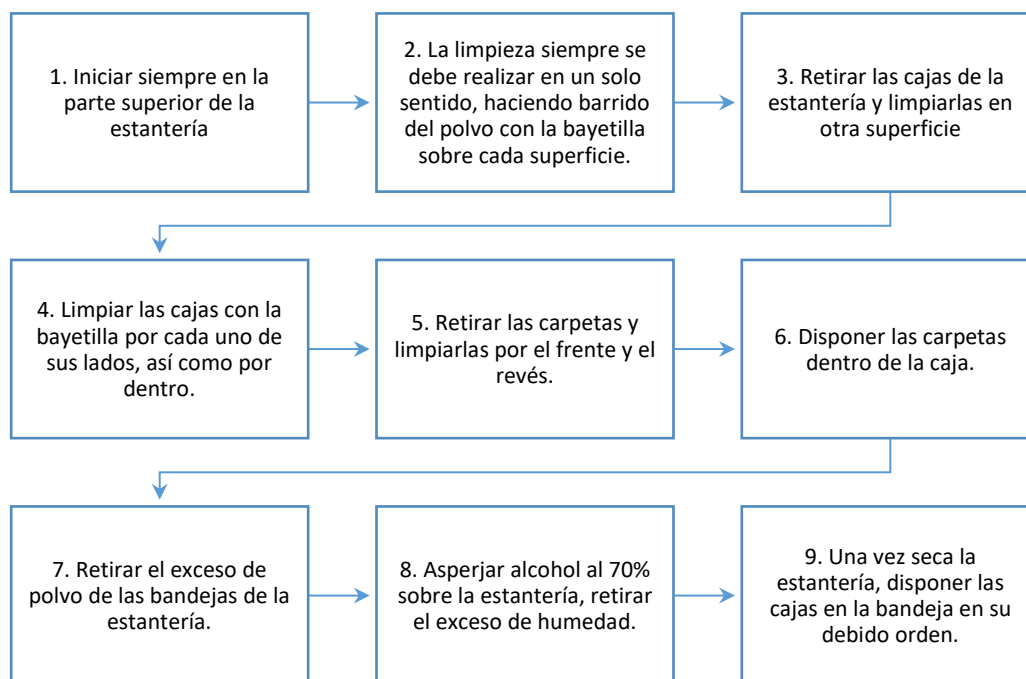 1. Iniciar siempre en la
parte superior de la
estantería
2. La limpieza siempre se
debe realizar en un solo
sentido, haciendo barrido
del polvo con la bayetilla
sobre cada superficie.
3. Retirar las cajas de la
estantería y limpiarlas en
otra superficie
4. Limpiar las cajas con la
bayetilla por cada uno de
sus lados, así como por
dentro.
5. Retirar las carpetas y
limpiarlas por el frente y el
revés.
6. Disponer las carpetas
dentro de la caja.
7. Retirar el exceso de
polvo de las bandejas de la
estantería.
8. Asperjar alcohol al 70%
sobre la estantería, retirar
el exceso de humedad.
9. Una vez seca la
estantería, disponer las
cajas en la bandeja en su
debido orden.